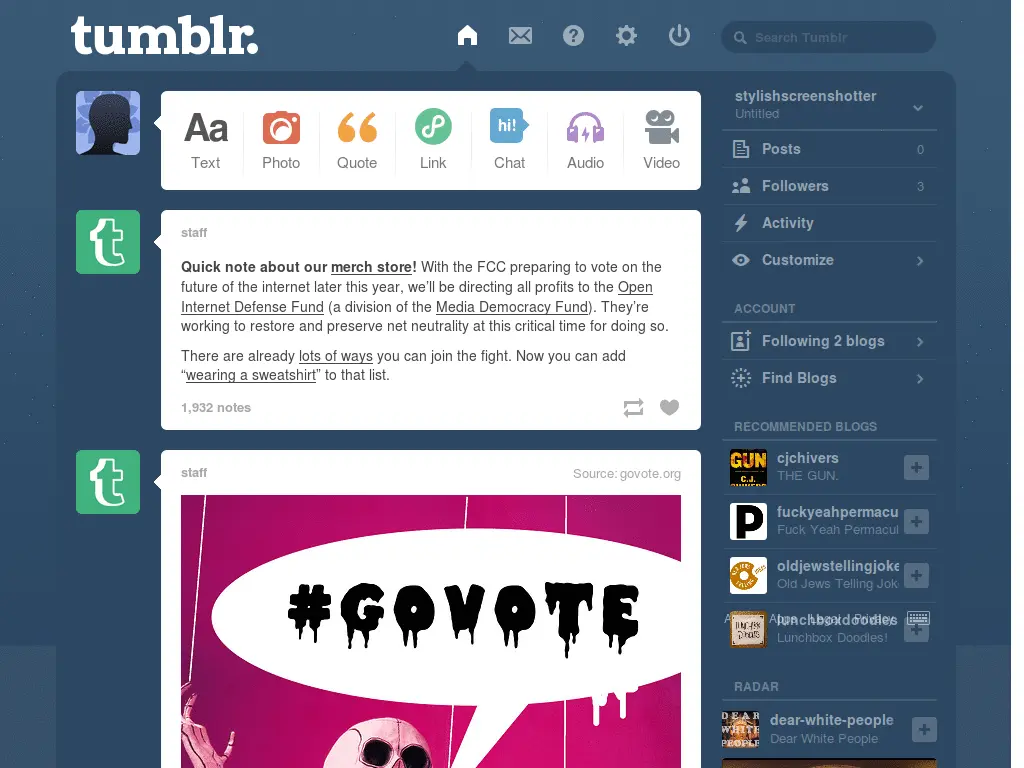 tumblr.
Search Tumblr
Aa
hi!
Text
Photo
Quote
Link
Chat
Audio
Video
staff
Quick note about our merch store! With the FCC preparing to vote on the
future of the internet later this year, we’ll be directing all profits to the Open
Internet Defense Fund (a division of the Media Democracy Fund). They’re
working to restore and preserve net neutrality at this critical time for doing so.
There are already lots of ways you can join the fight. Now you can add
“wearing a sweatshirt” to that list.
1,932 notes
staff
Source: govote.org
#GOVOTE
stylishscreenshotter
Untitled
Posts 0
Followers 3
Activity
Customize
ACCOUNT
Following 2 blogs
Find Blogs
RECOMMENDED BLOGS
GUN
C.J.
cjchivers
THE GUN.
P
fuckyeahpermacu
Fuck Yeah Permacul
oldjewstellingjoke
Old Jews Telling Jok
lunchboxdoodles
Apps Legal Privacy
Lunchbox Doodles!
RADAR
DEAR
WHITE
PEOPLE
dear-white-people
Dear White People